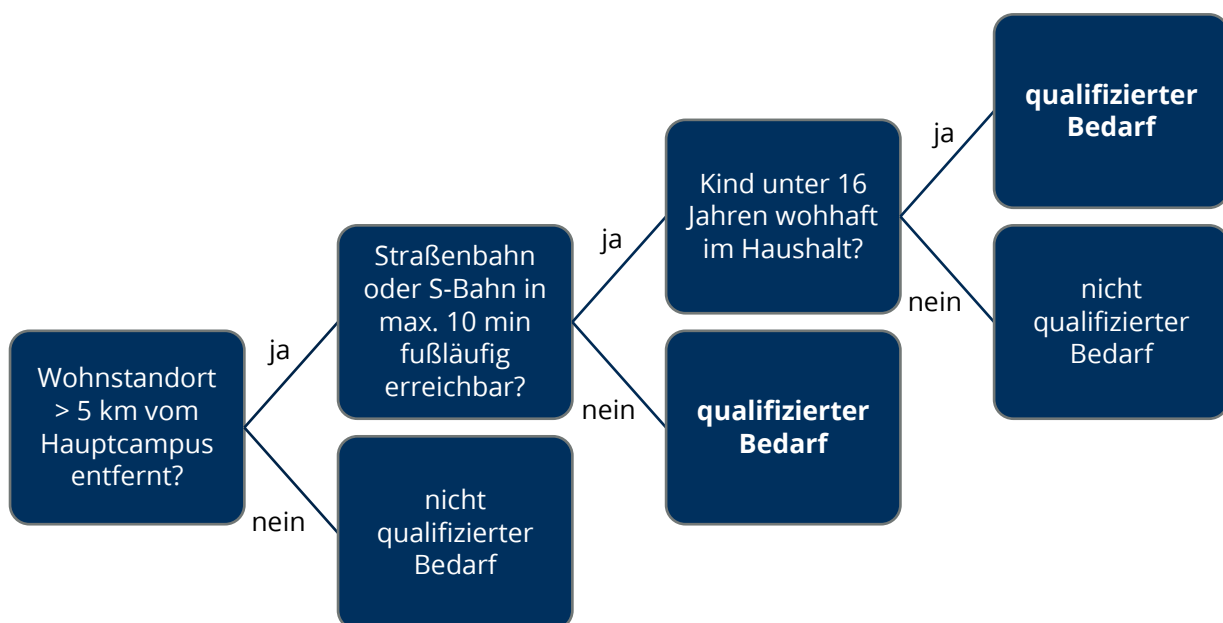 Wohnstandort
> 5 km vom
Hauptcampus
entfernt?
ja
nein
Straßenbahn
oder S-Bahn in
max. 10 min
fußläufig
erreichbar?
nicht
qualifizierter
Bedarf
ja
nein
Kind unter 16
Jahren wohhaft
im Haushalt?
qualifizierter
Bedarf
ja
nein
qualifizierter
Bedarf
nicht
qualifizierter
Bedarf